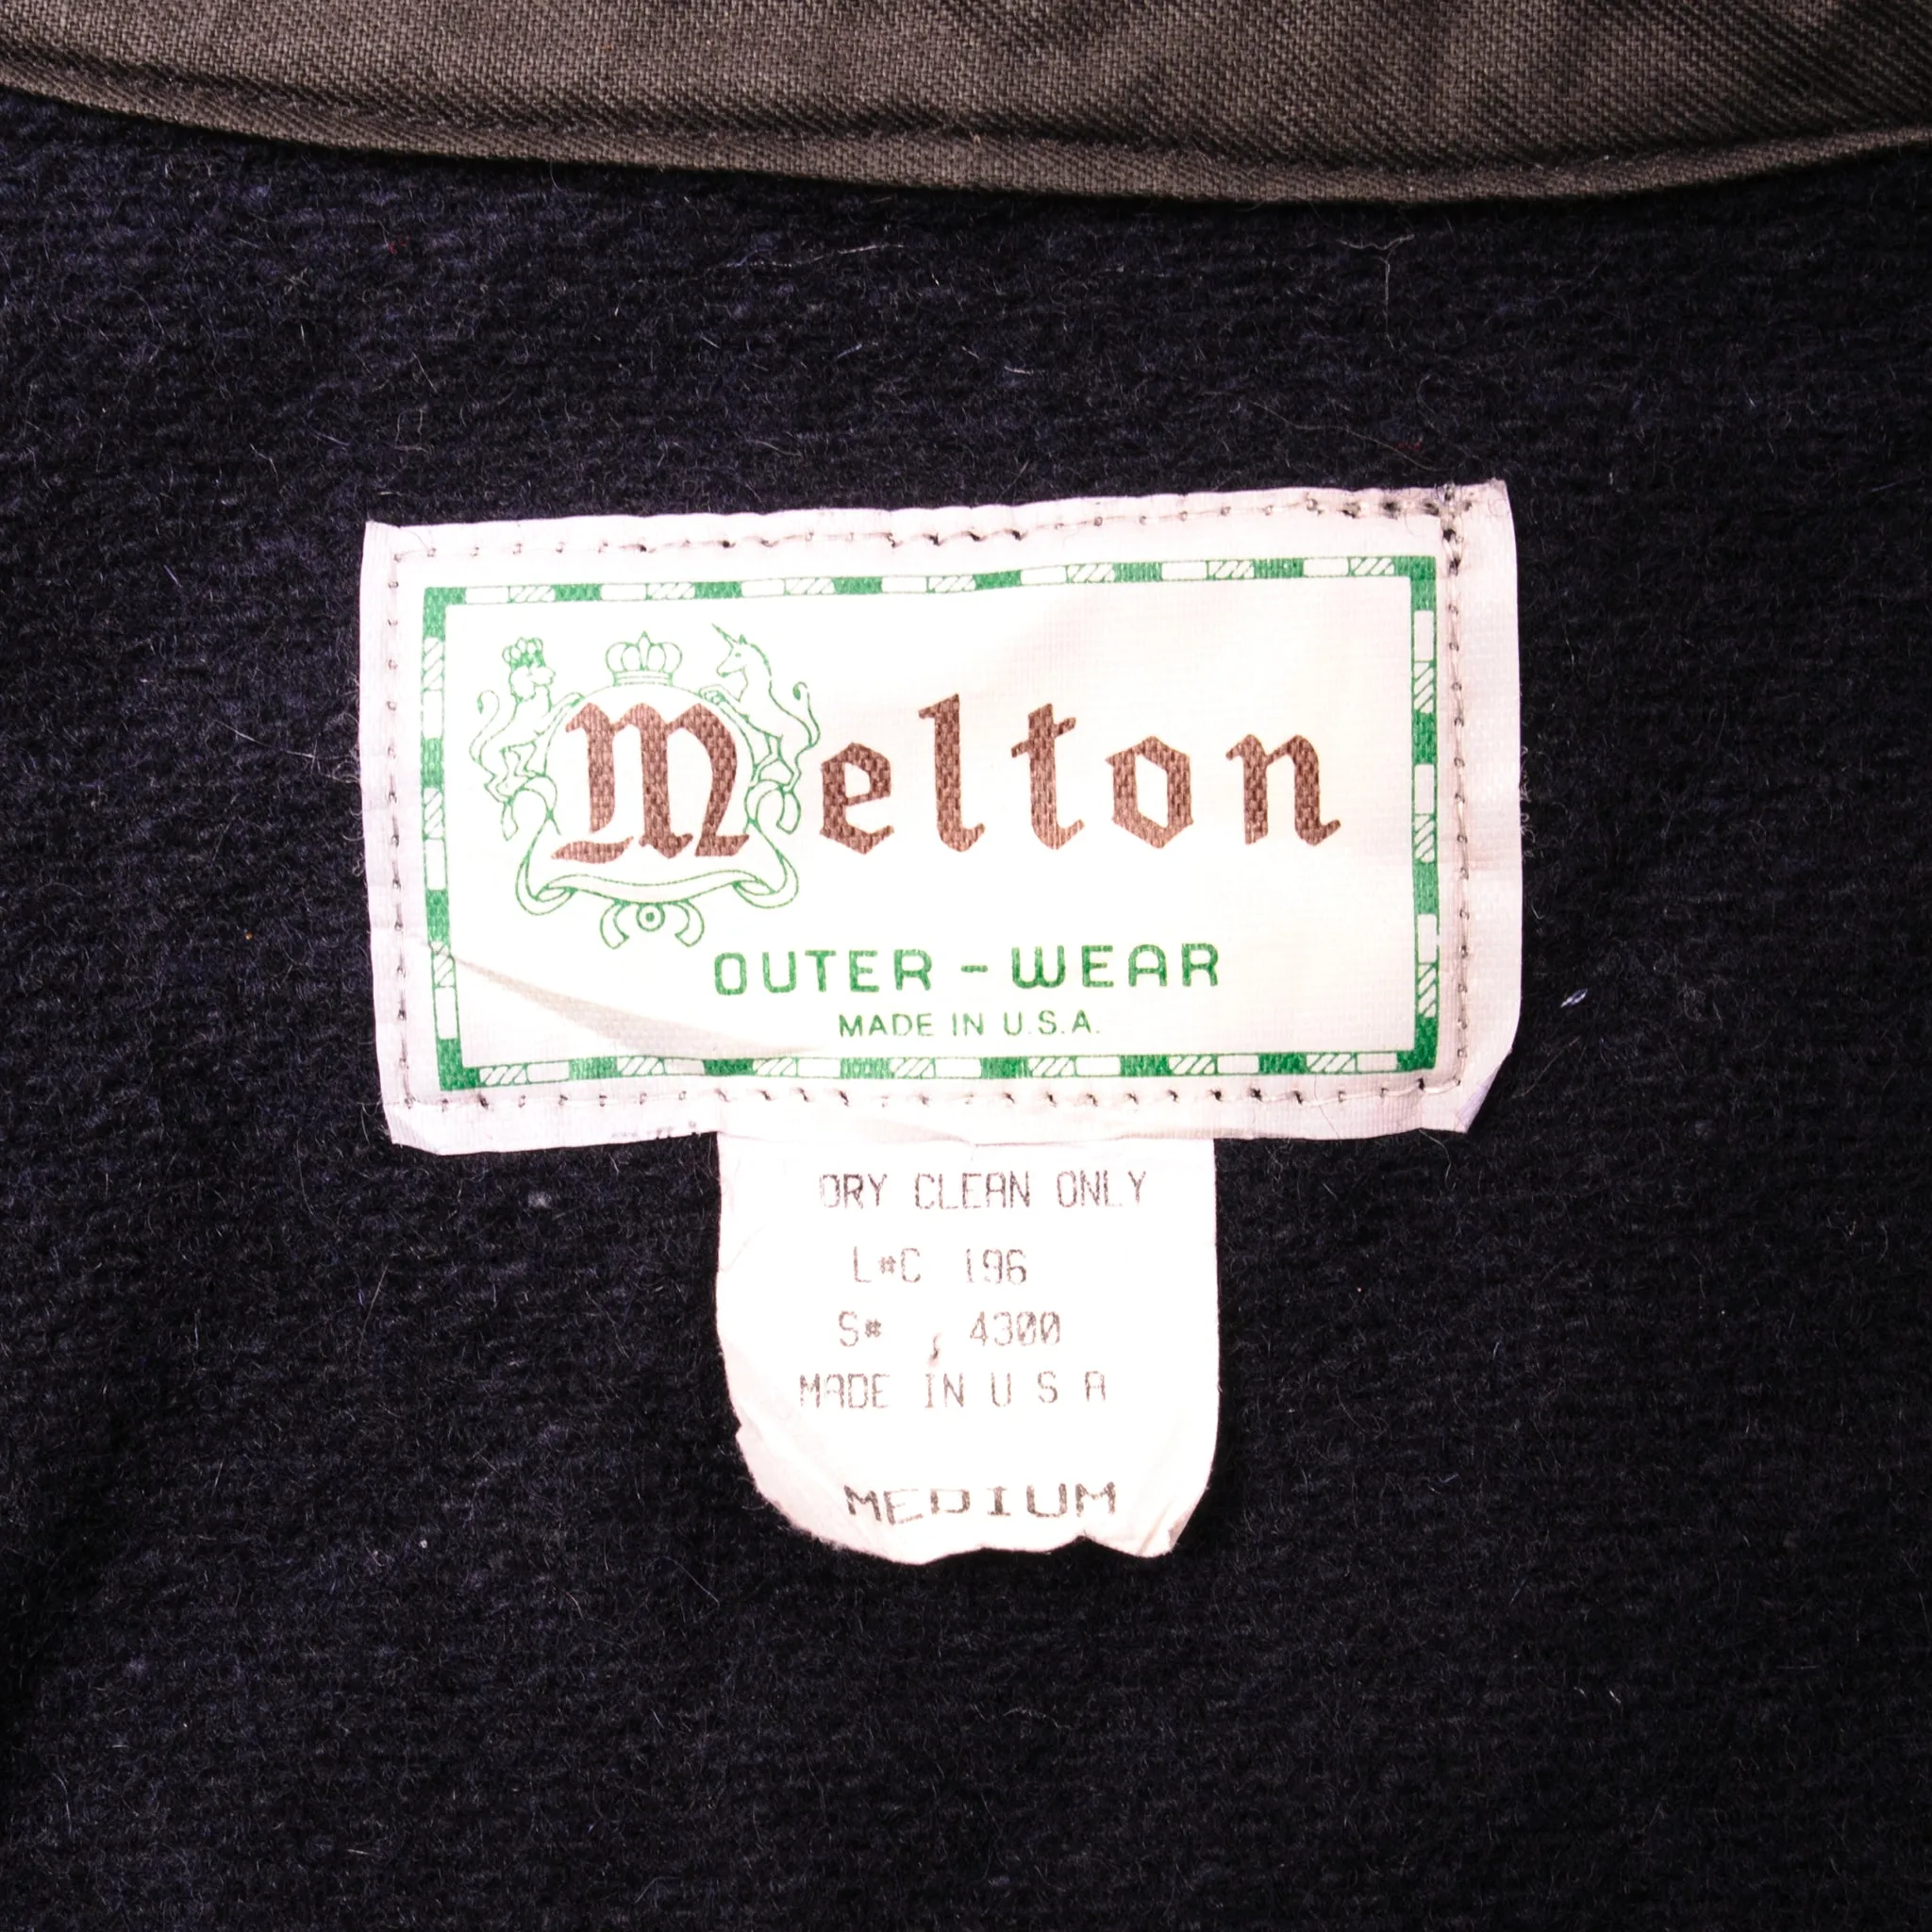 Melton
OUTER - WEAR
MADE IN U.S.A.
DRY CLEAN ONLY
L#C 196
S# 4300
MADE IN U S A
MEDIUM